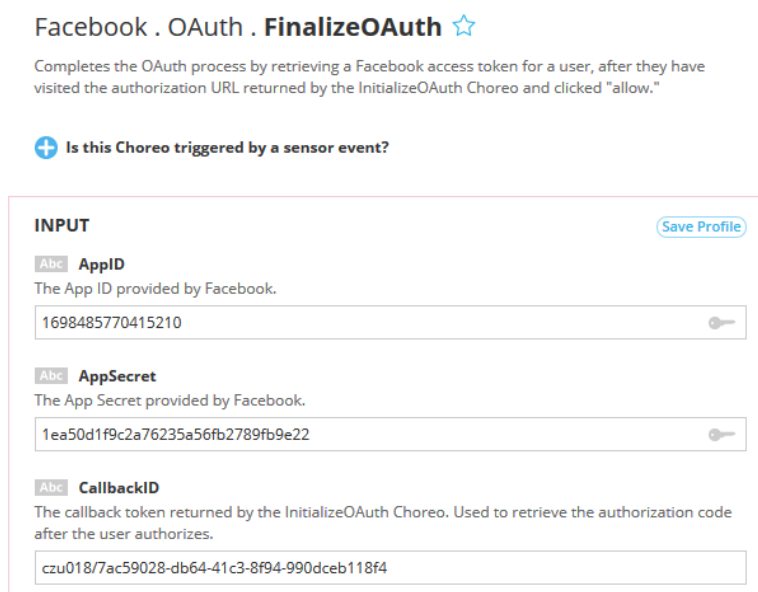 Facebook . OAuth . FinalizeOAuth
Completes the OAuth process by retrieving a Facebook access token for a user, after they have
visited the authorization URL returned by the InitializeOAuth Choreo and clicked "allow."
Is this Choreo triggered by a sensor event?
INPUT
Save Profile
Abc AppID
The App ID provided by Facebook.
1698485770415210
Abc AppSecret
The App Secret provided by Facebook.
1ea50d1f9c2a76235a56fb2789fb9e22
Abc CallbackID
The callback token returned by the InitializeOAuth Choreo. Used to retrieve the authorization code
after the user authorizes.
czu018/7ac59028-db64-41c3-8f94-990dceb118f4